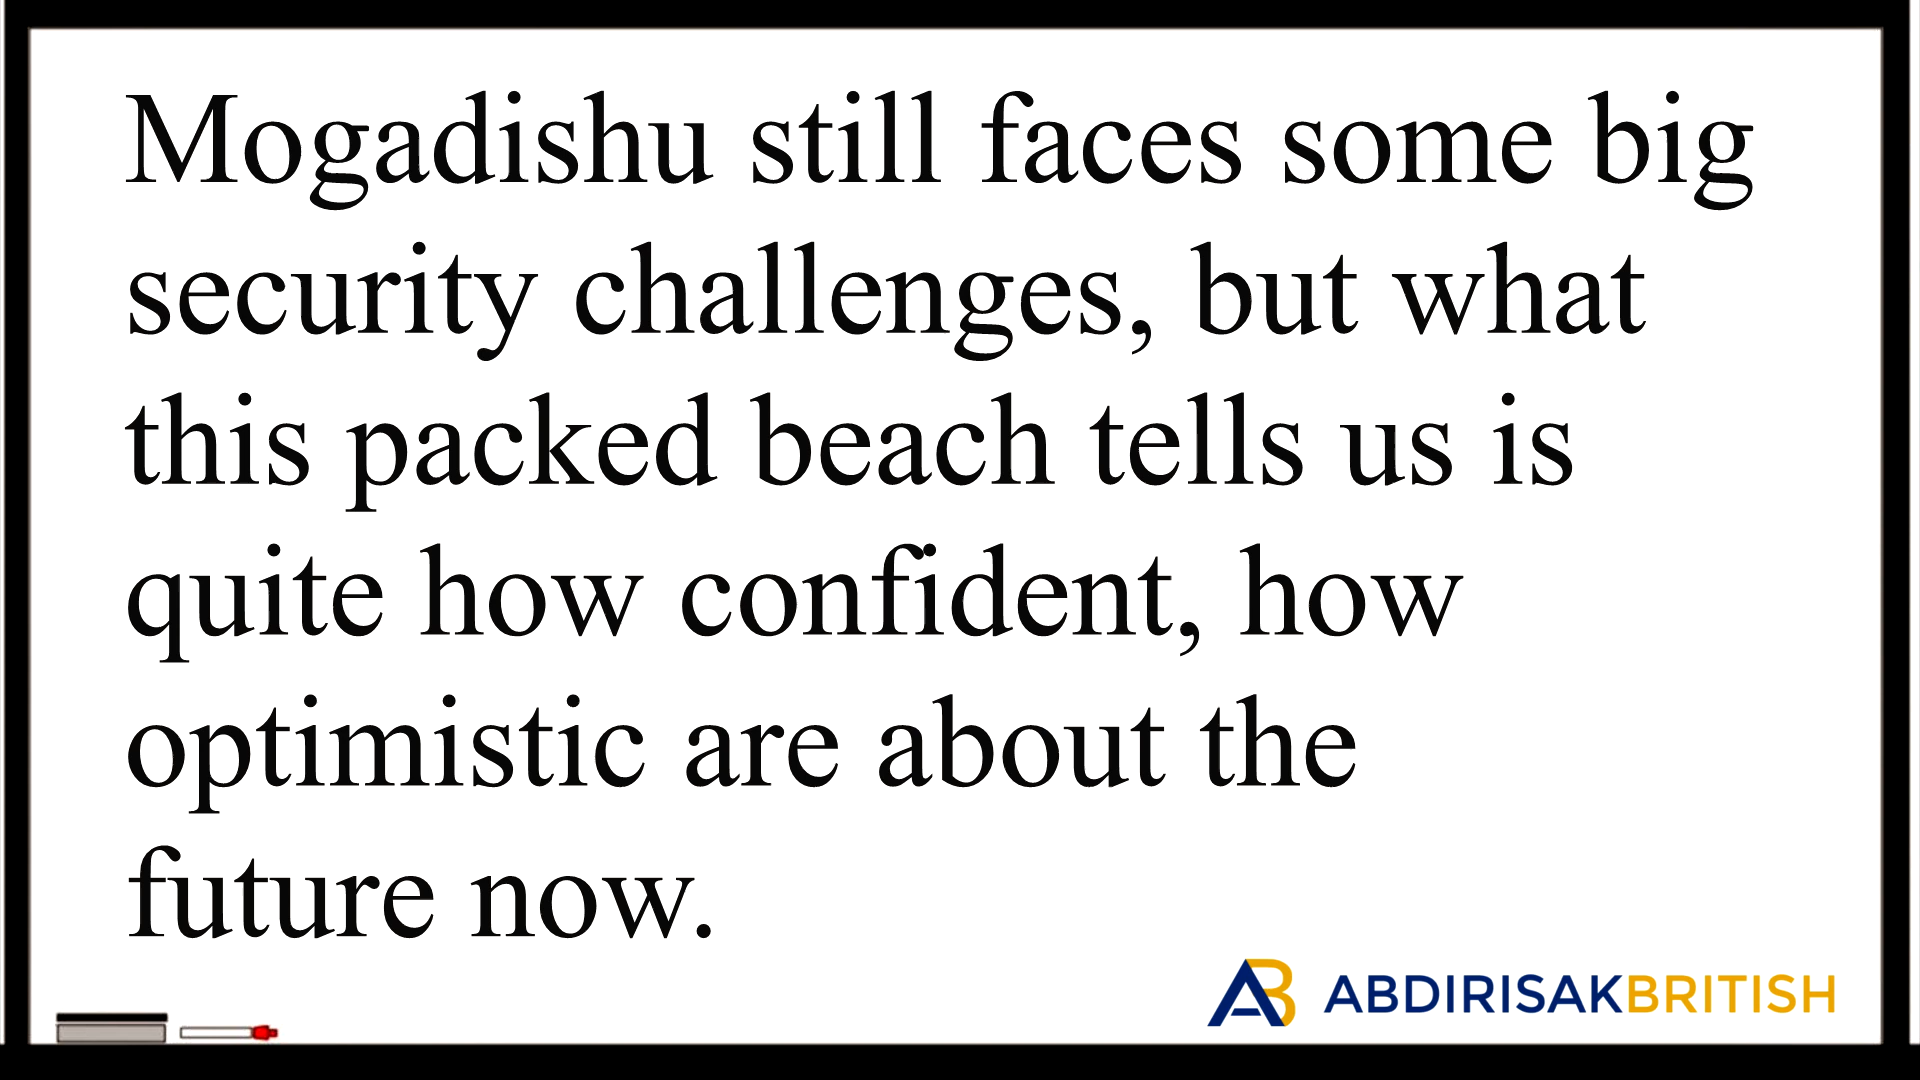 Mogadishu still faces some big
security challenges, but what
this packed beach tells us is
quite how confident, how
optimistic are about the
future now.
AB ABDIRISAKBRITISH